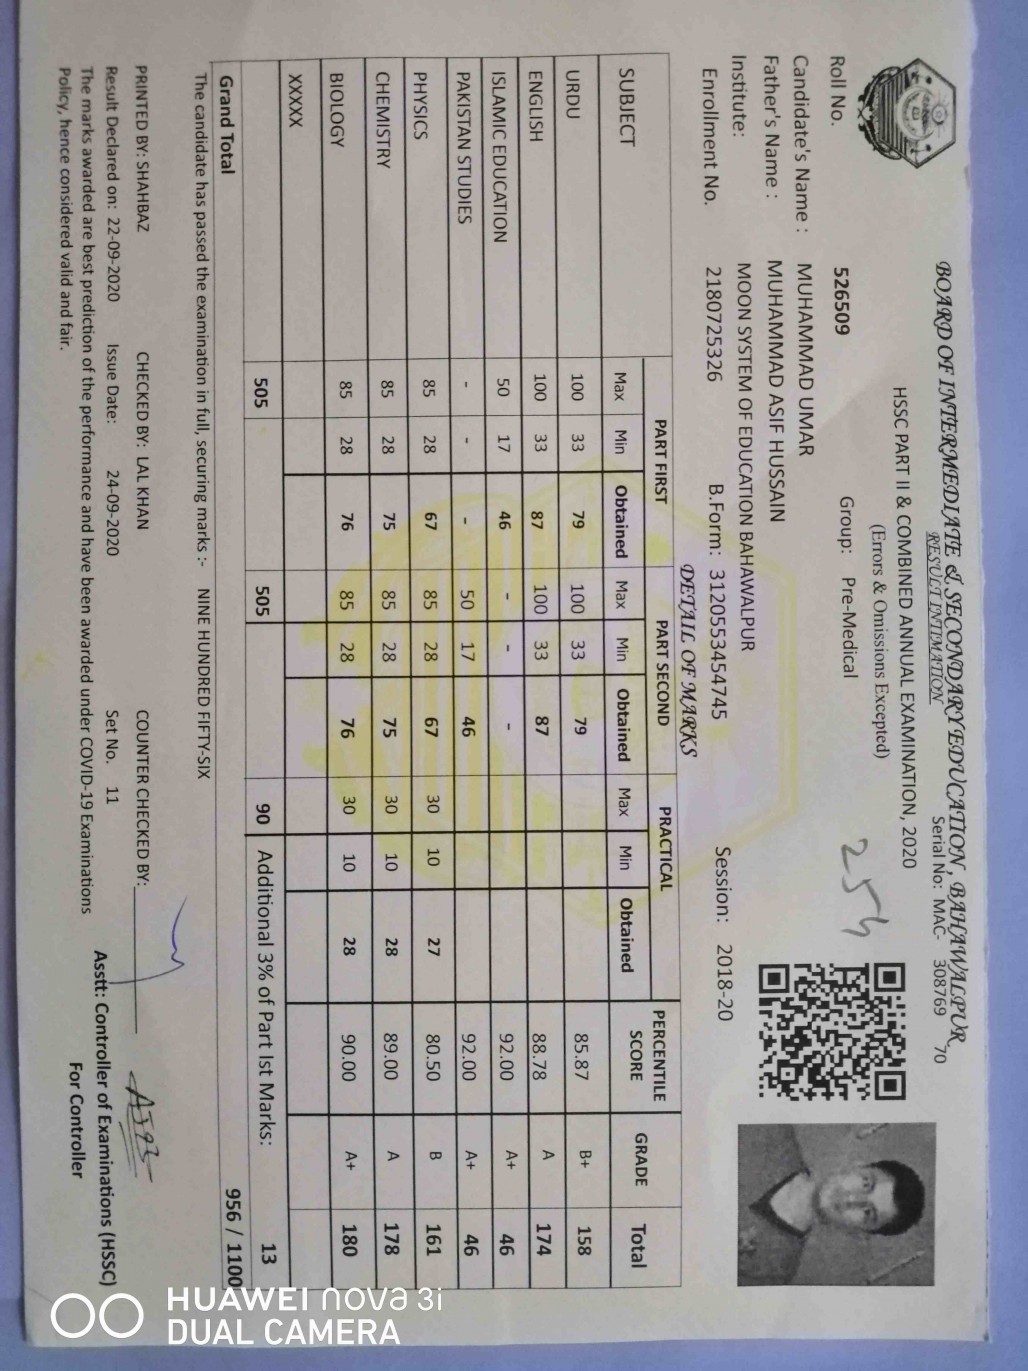 BOARD OF INTERMEDIATE & SECONDARY EDUCATION, BAHAWALPUR
RESULT INTIMATION
Serial No: MAC- 308769 70
HSSC PART II & COMBINED ANNUAL EXAMINATION, 2020
(Errors & Omissions Excepted)
Roll No. 526509 Group: Pre-Medical
Candidate's Name : MUHAMMAD UMAR
Father's Name : MUHAMMAD ASIF HUSSAIN
Institute: MOON SYSTEM OF EDUCATION BAHAWALPUR
Enrollment No. 2180725326 B.Form: 3120553454745 Session: 2018-20
DETAIL OF MARKS
SUBJECT PART FIRST PART SECOND PRACTICAL PERCENTILE SCORE GRADE Total
Max Min Obtained Max Min Obtained Max Min Obtained
URDU 100 33 79 100 33 79 85.87 B+ 158
ENGLISH 100 33 87 100 33 87 88.78 A 174
ISLAMIC EDUCATION 50 17 46 - - - 92.00 A+ 46
PAKISTAN STUDIES - - - 50 17 46 92.00 A+ 46
PHYSICS 85 28 67 85 28 67 30 10 27 80.50 B 161
CHEMISTRY 85 28 75 85 28 75 30 10 28 89.00 A 178
BIOLOGY 85 28 76 85 28 76 30 10 28 90.00 A+ 180
XXXXX
505 505 90 Additional 3% of Part Ist Marks: 13
Grand Total 956 / 1100
The candidate has passed the examination in full, securing marks :- NINE HUNDRED FIFTY-SIX
PRINTED BY: SHAHBAZ CHECKED BY: LAL KHAN COUNTER CHECKED BY:
Result Declared on: 22-09-2020 Issue Date: 24-09-2020 Set No. 11
Asstt: Controller of Examinations (HSSC)
For Controller
The marks awarded are best prediction of the performance and have been awarded under COVID-19 Examinations
Policy, hence considered valid and fair.
HUAWEI nova 3i
DUAL CAMERA